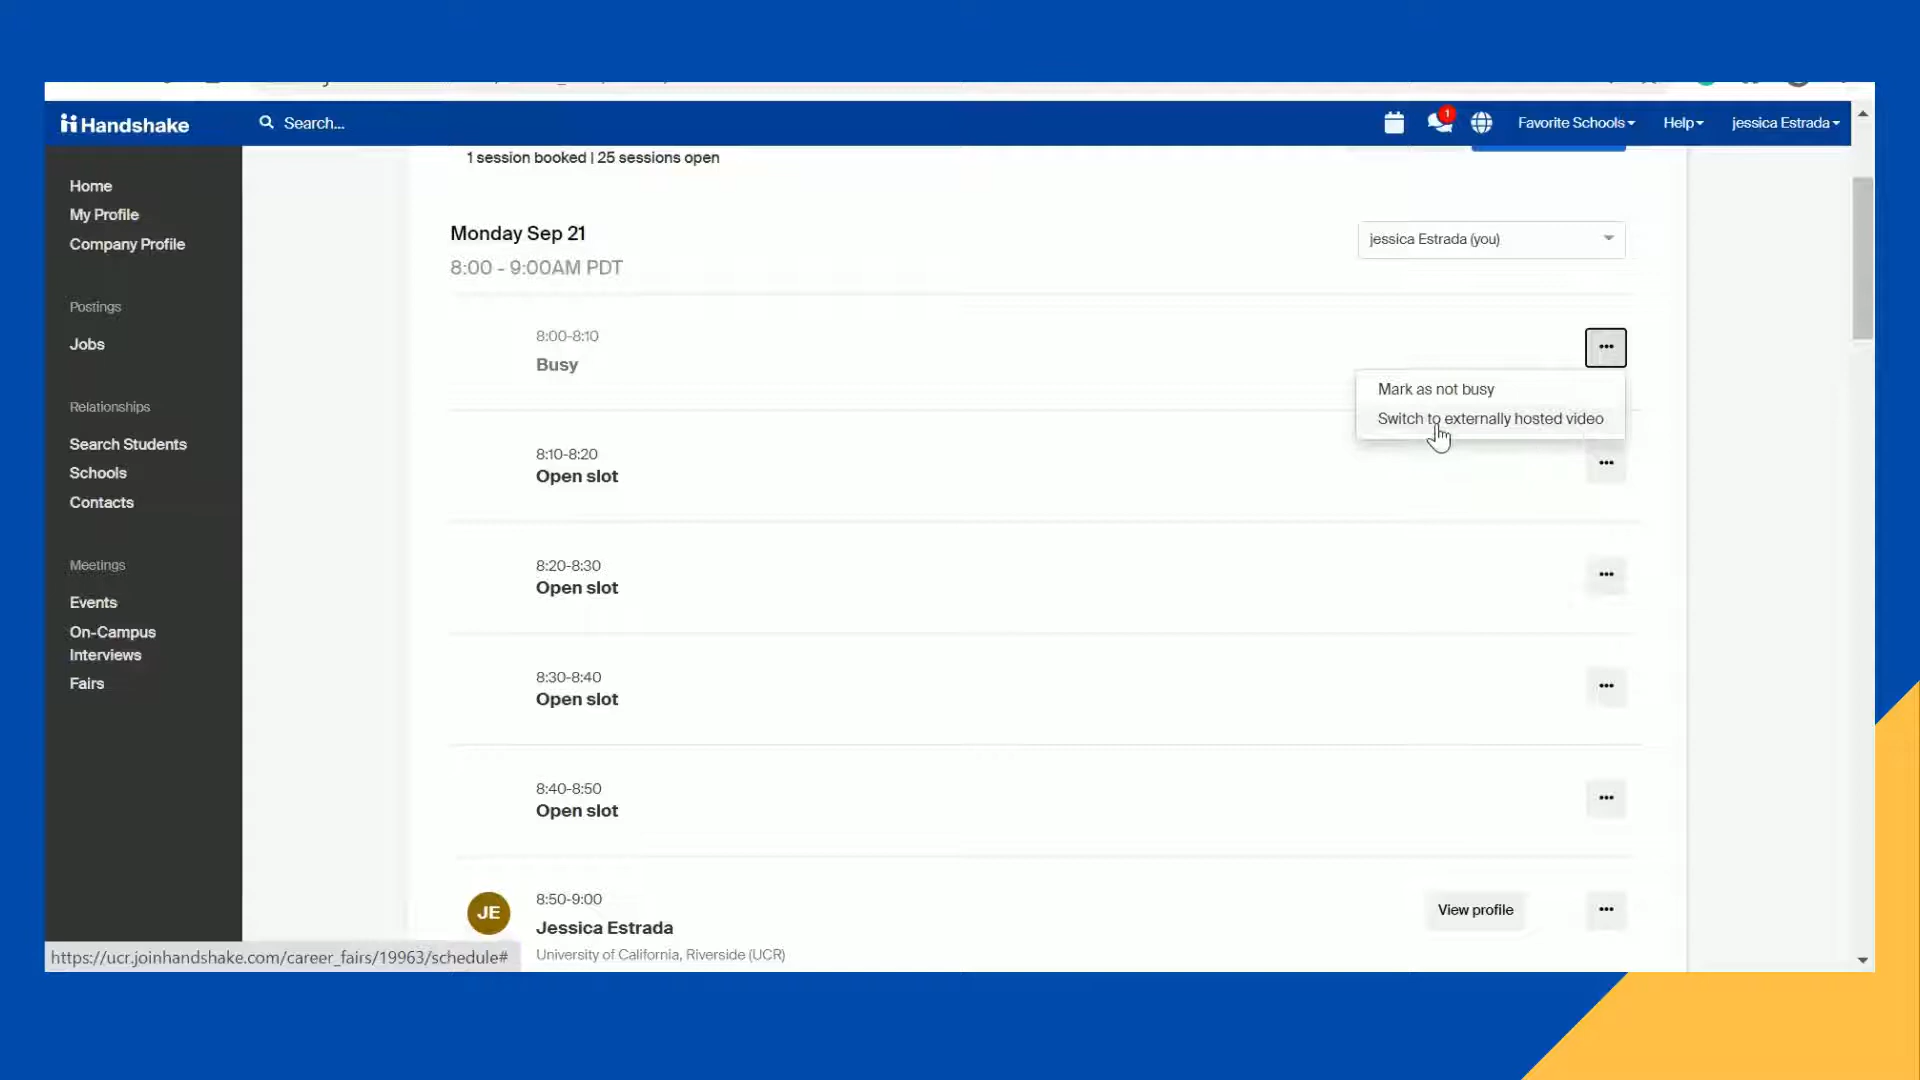 Handshake
Search...
1
Favorite Schools
Help
jessica Estrada
Home
My Profile
Company Profile
Postings
Jobs
Relationships
Search Students
Schools
Contacts
Meetings
Events
On-Campus
Interviews
Fairs
1 session booked | 25 sessions open
Monday Sep 21
8:00 - 9:00AM PDT
jessica Estrada (you)
8:00-8:10
Busy
•••
Mark as not busy
Switch to externally hosted video
8:10-8:20
Open slot
•••
8:20-8:30
Open slot
•••
8:30-8:40
Open slot
•••
8:40-8:50
Open slot
•••
JE
8:50-9:00
Jessica Estrada
University of California, Riverside (UCR)
View profile
•••
https://ucr.joinhandshake.com/career_fairs/19963/schedule#